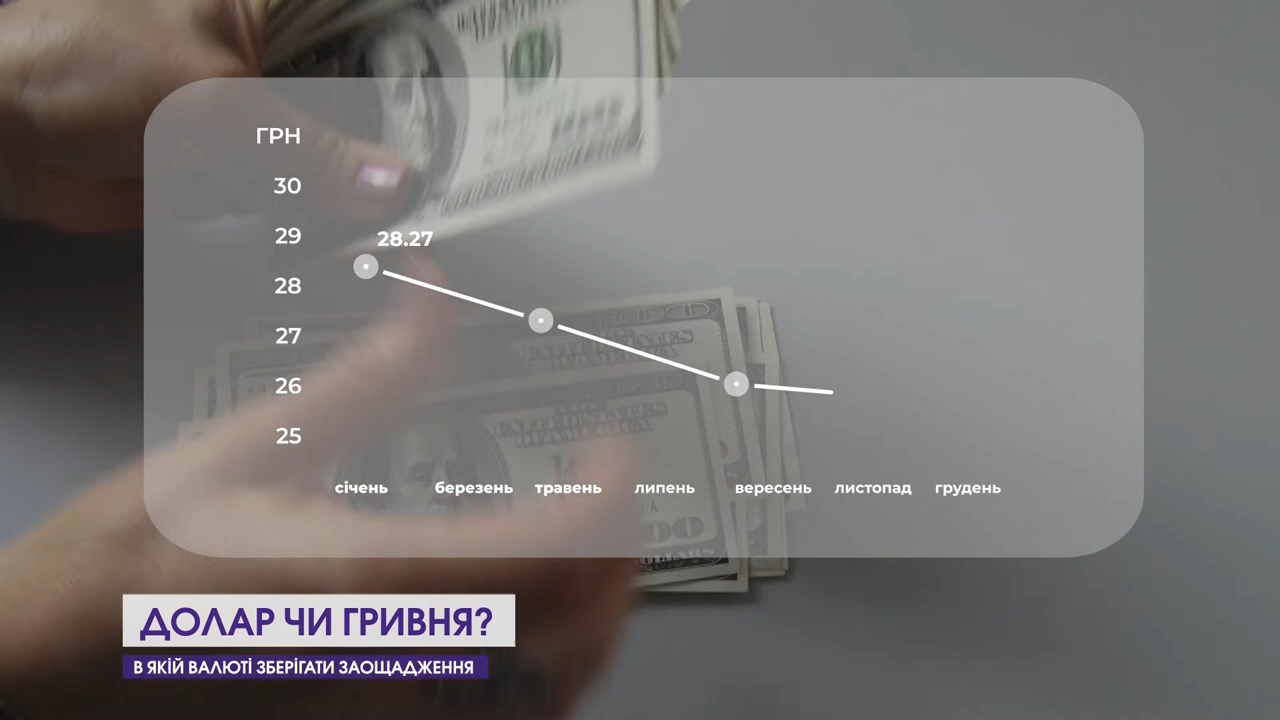 ГРН
30
29
28.27
28
27
26
25
січень березень травень липень вересень листопад грудень
ДОЛАР ЧИ ГРИВНЯ?
В ЯКІЙ ВАЛЮТІ ЗБЕРІГАТИ ЗАОЩАДЖЕННЯ